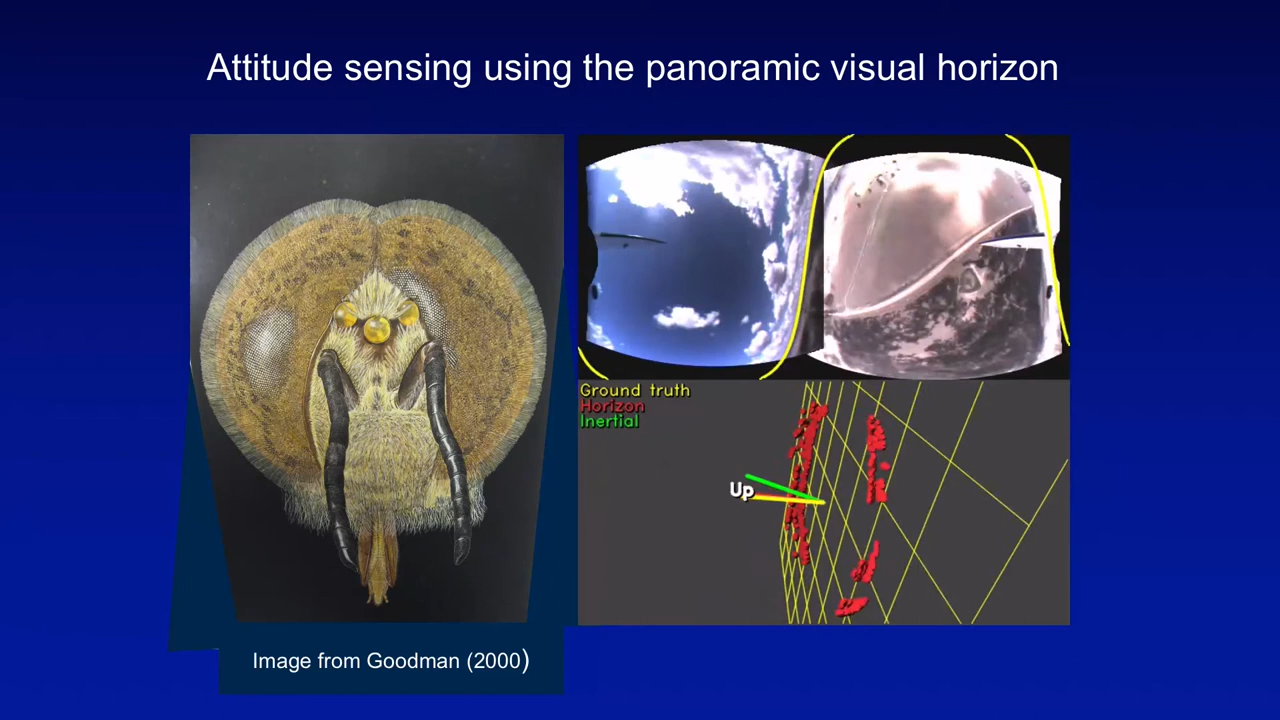 Attitude sensing using the panoramic visual horizon
Ground truth
Horizon
Inertial
Up
Image from Goodman (2000)